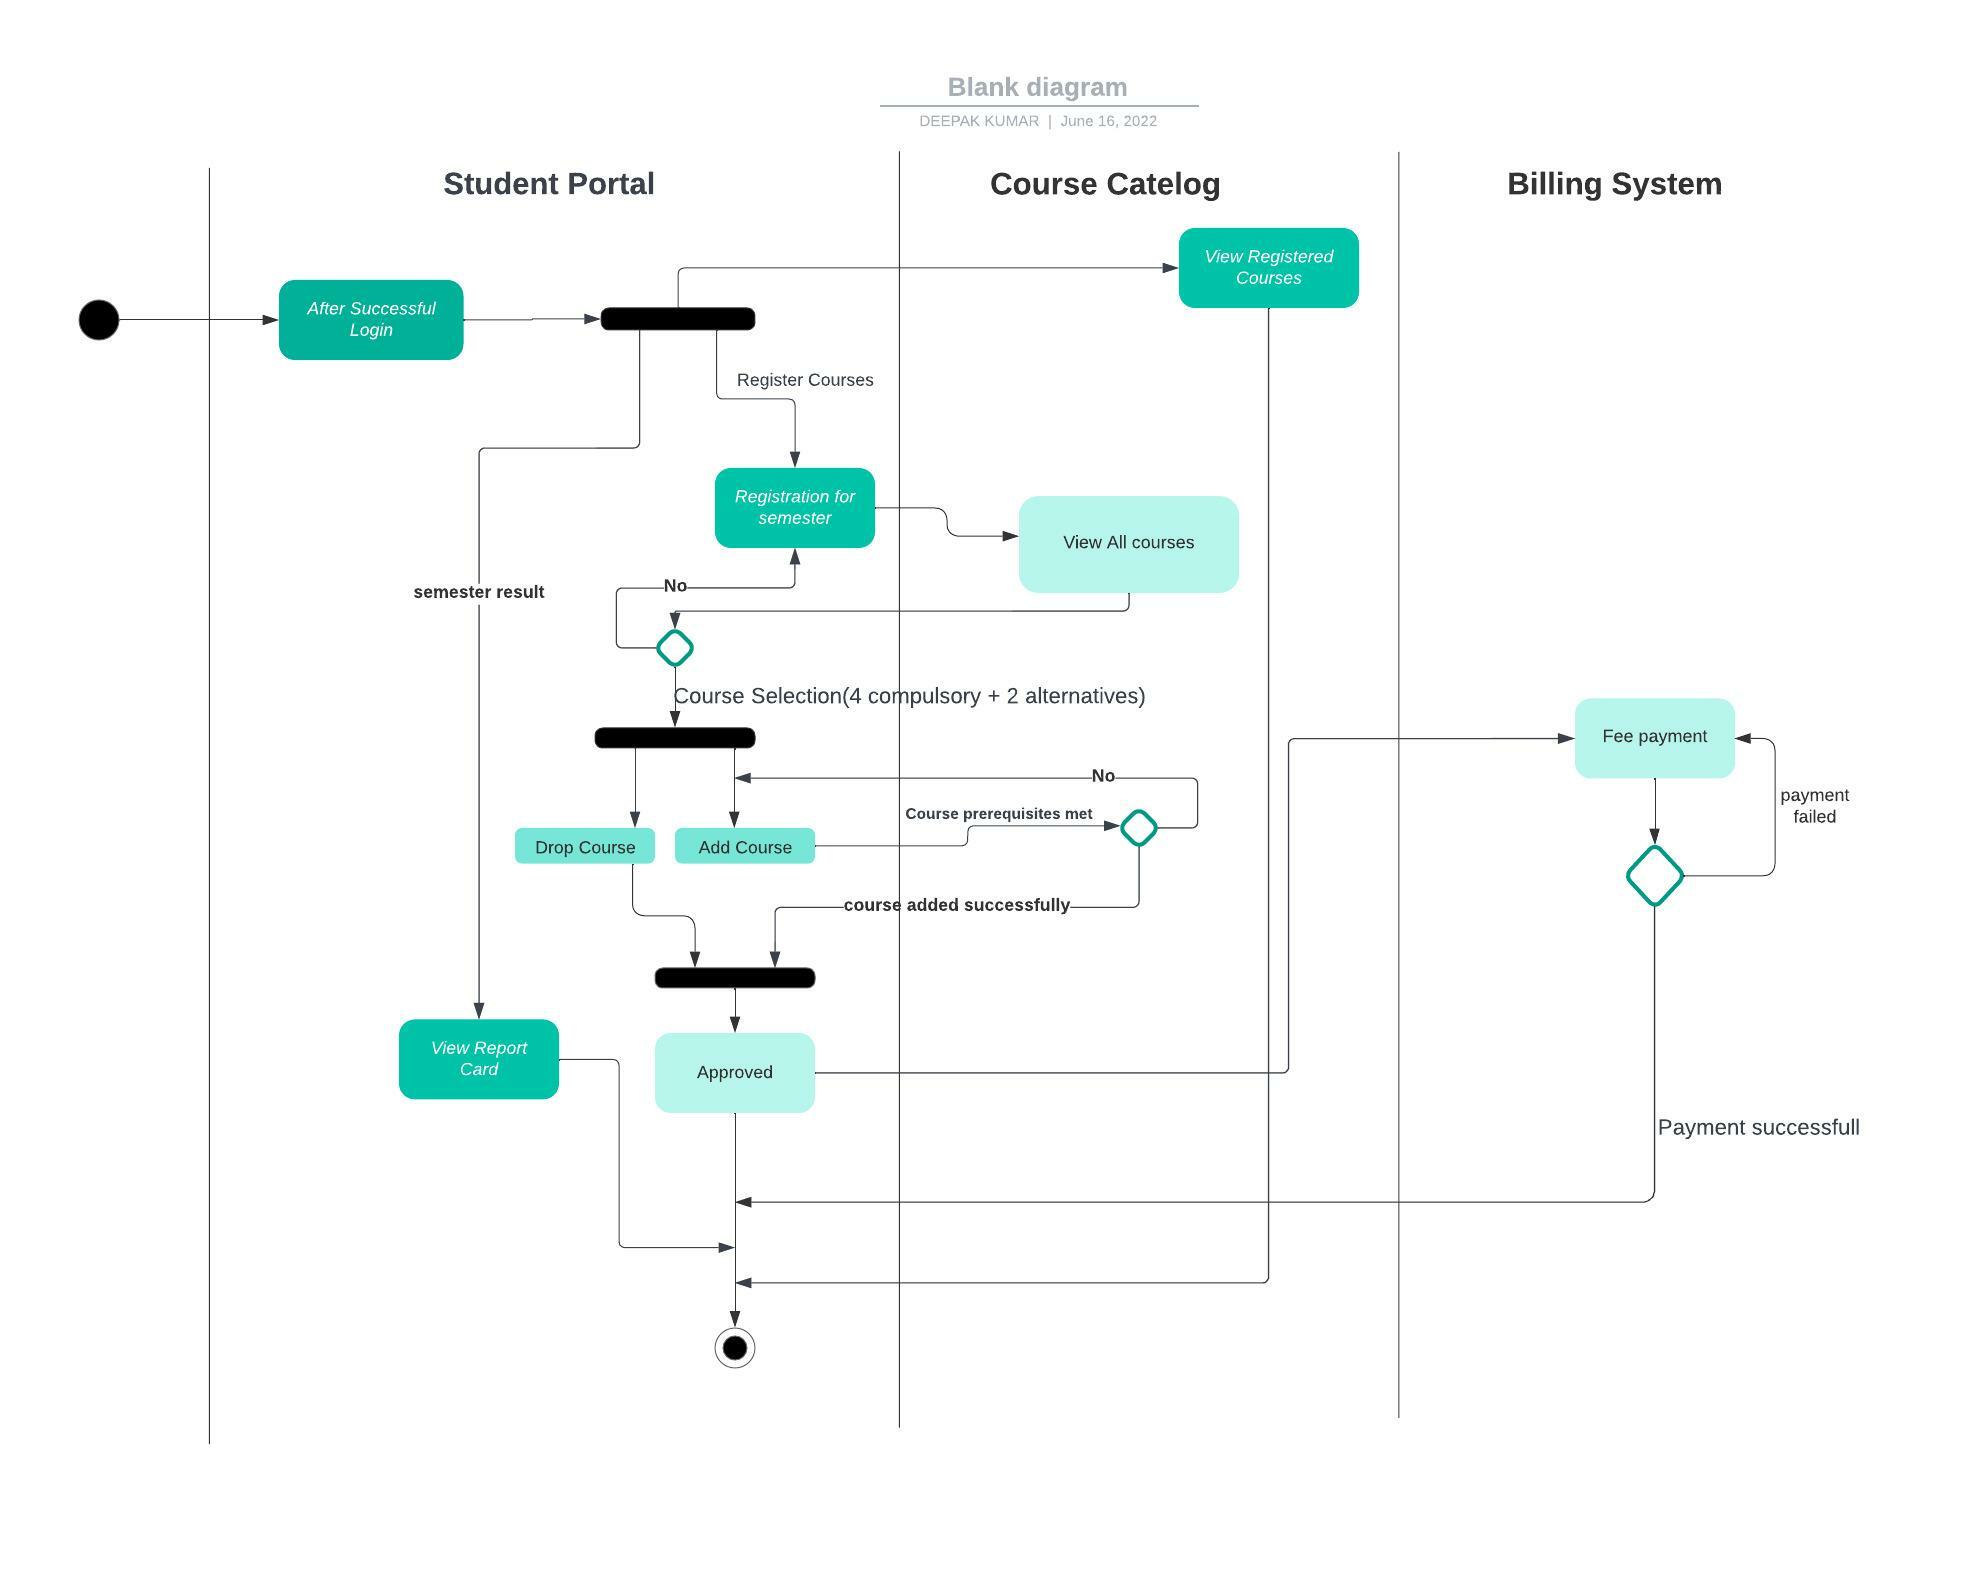 Blank diagram
DEEPAK KUMAR | June 16, 2022
Student Portal
Course Catelog
Billing System
View Registered
Courses
After Successful
Login
Register Courses
Registration for
semester
View All courses
No
semester result
Course Selection(4 compulsory + 2 alternatives)
Fee payment
No
payment
failed
Course prerequisites met
Drop Course
Add Course
course added successfully
View Report
Card
Approved
Payment successfull